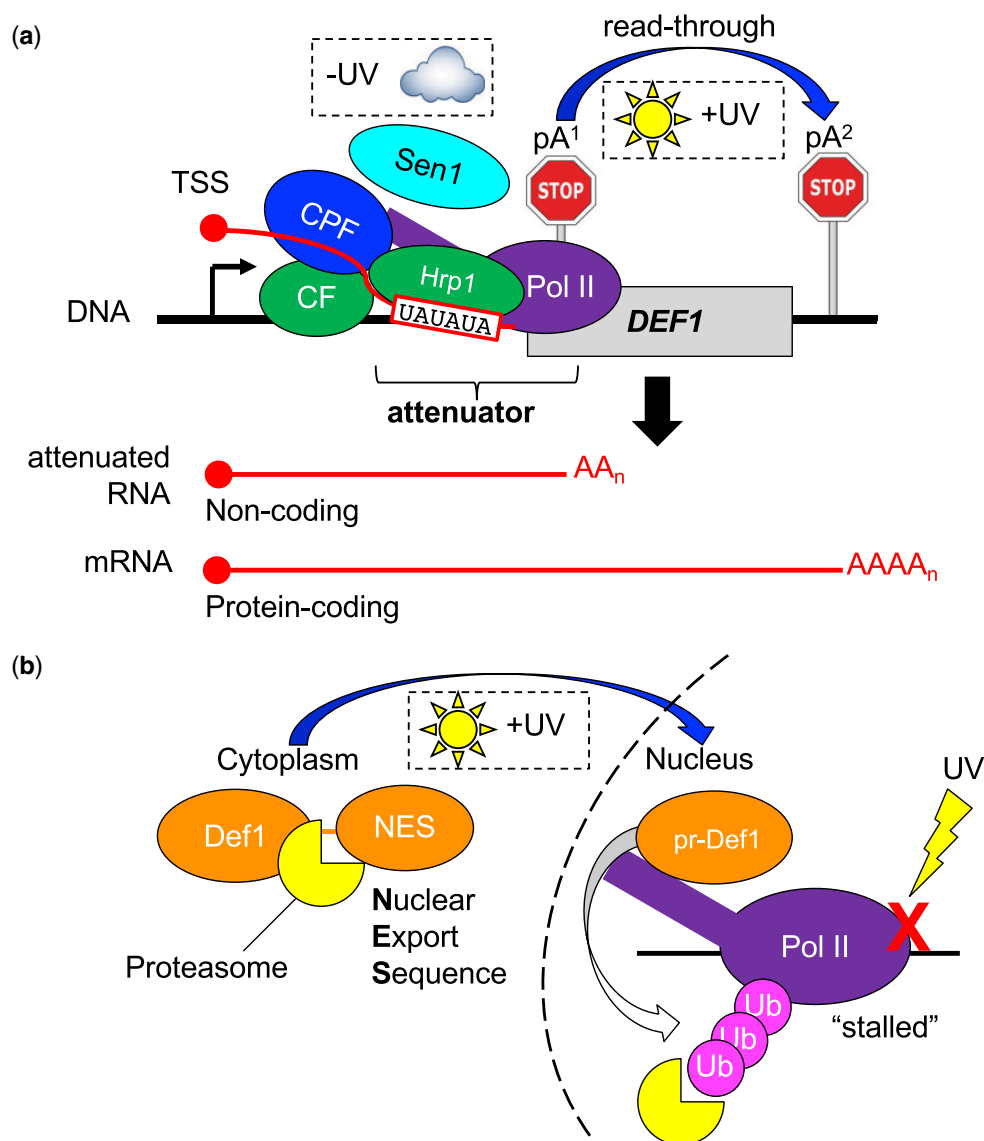 (a)
read-through
-UV
+UV
pA1
pA2
Sen1
STOP
STOP
TSS
CPF
Hrp1
Pol II
CF
UAUAUA
DNA
DEF1
attenuator
attenuated
RNA
AAn
Non-coding
mRNA
AAAAn
Protein-coding
(b)
+UV
Cytoplasm
Nucleus
UV
Def1
NES
pr-Def1
Nuclear
Export
Sequence
Proteasome
X
Pol II
Ub
Ub
Ub
“stalled”